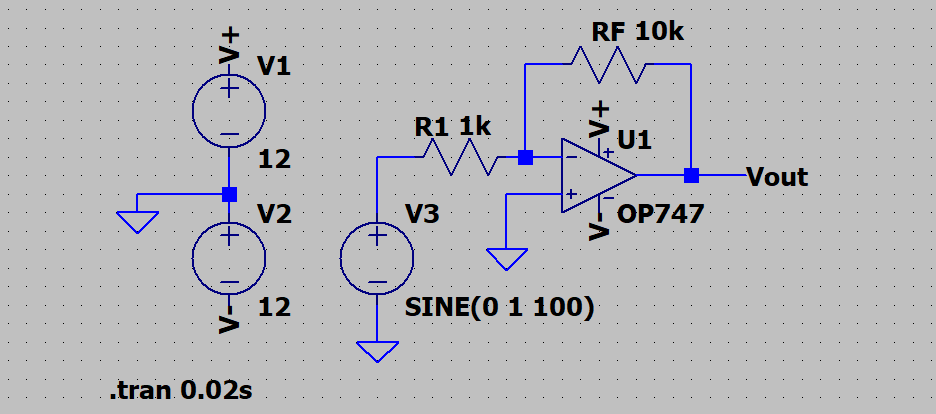 V+
V1
12
V2
12
V-
RF 10k
R1 1k
V+
U1
Vout
V-
OP747
V3
SINE(0 1 100)
.tran 0.02s